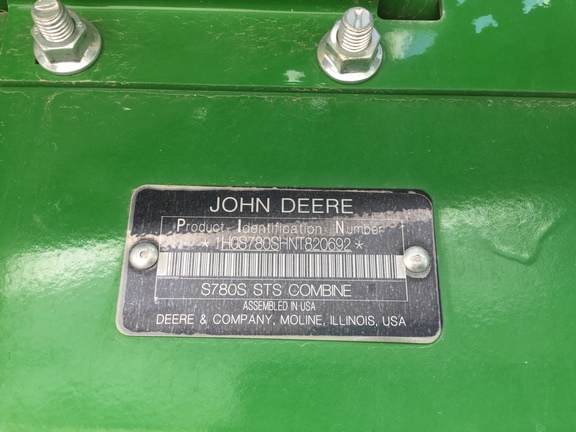 JOHN DEERE
Product Identification Number
*1H0S780SHNT820692*
S780S STS COMBINE
ASSEMBLED IN USA
DEERE & COMPANY, MOLINE, ILLINOIS, USA